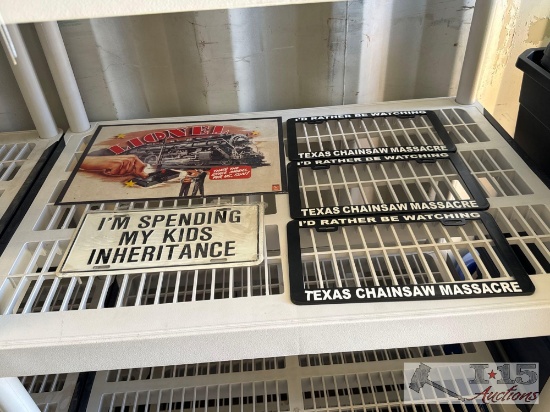 LIONEL
I'M SPENDING
MY KIDS
INHERITANCE
I'D RATHER BE WATCHING
TEXAS CHAINSAW MASSACRE
I'D RATHER BE WATCHING
TEXAS CHAINSAW MASSACRE
I'D RATHER BE WATCHING
TEXAS CHAINSAW MASSACRE
I-15
Auctions